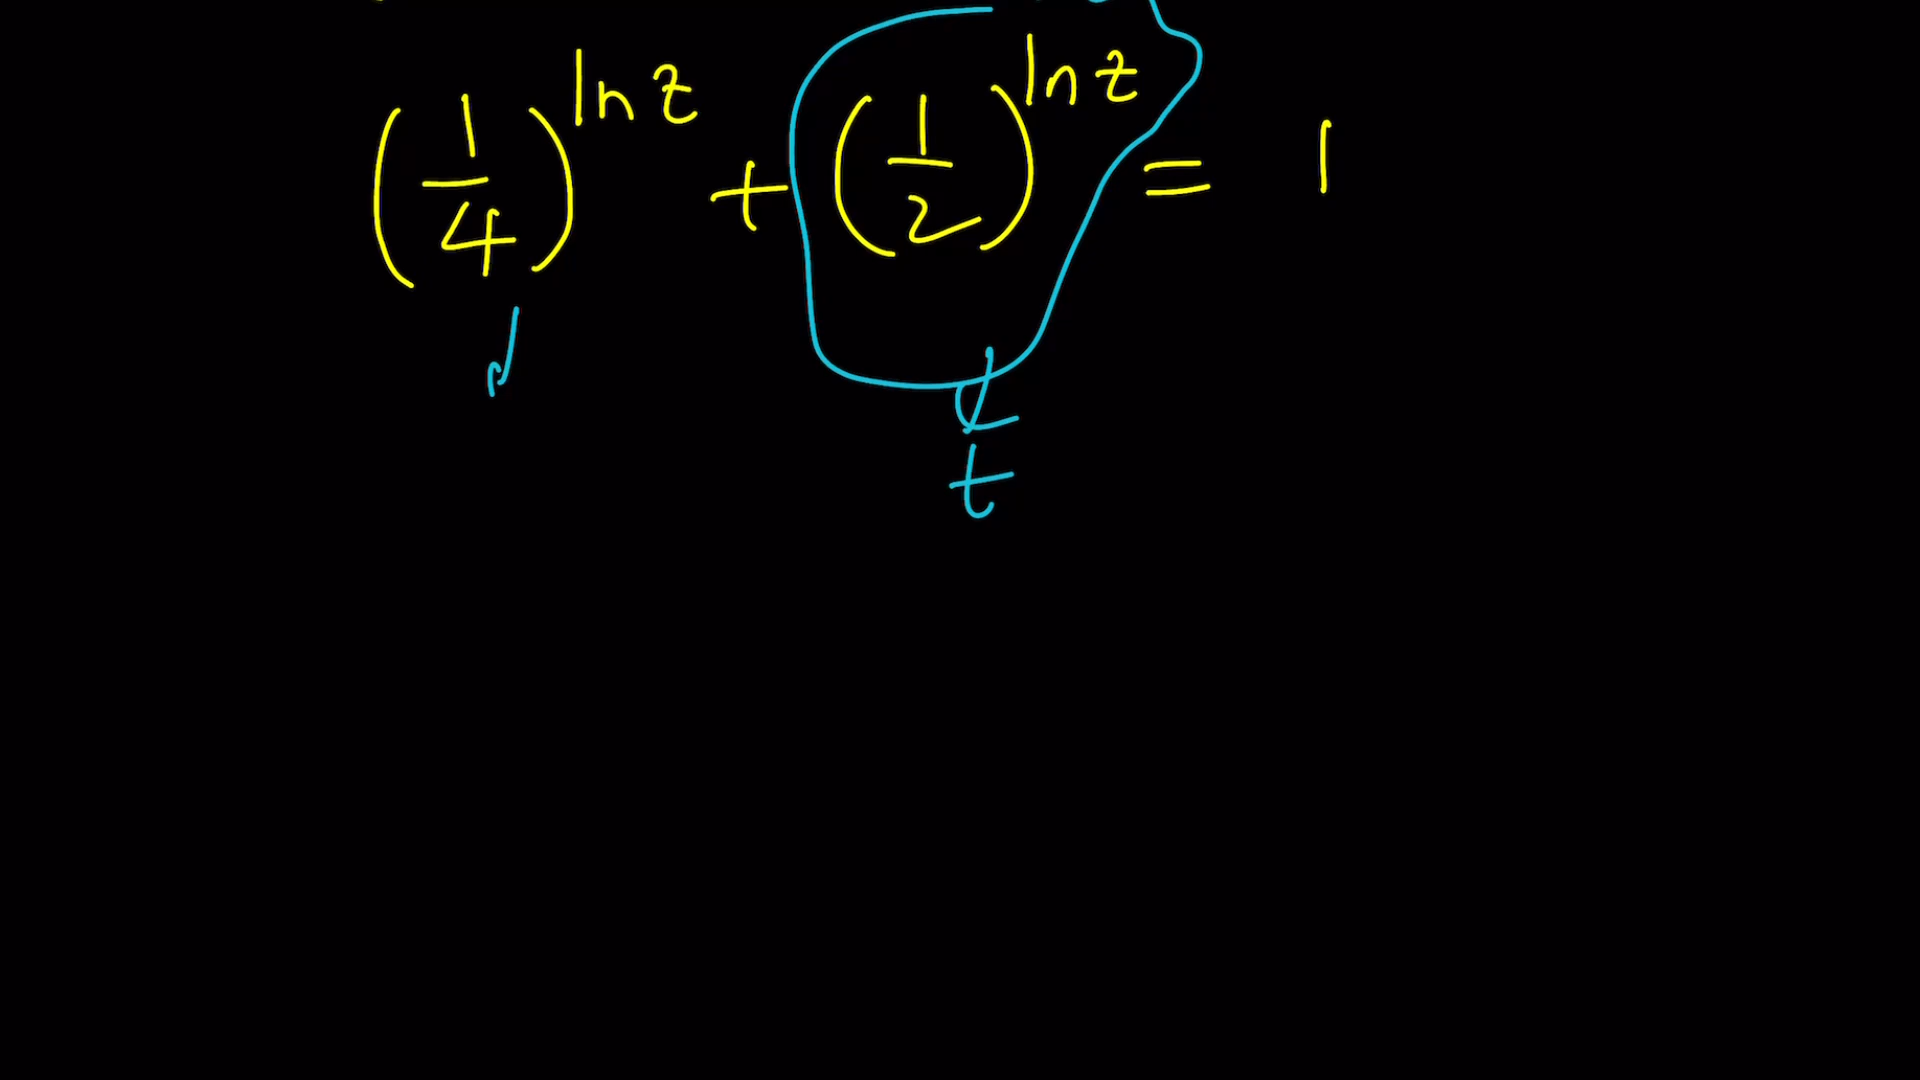 (1/4)^ln z + (1/2)^ln z = 1
t